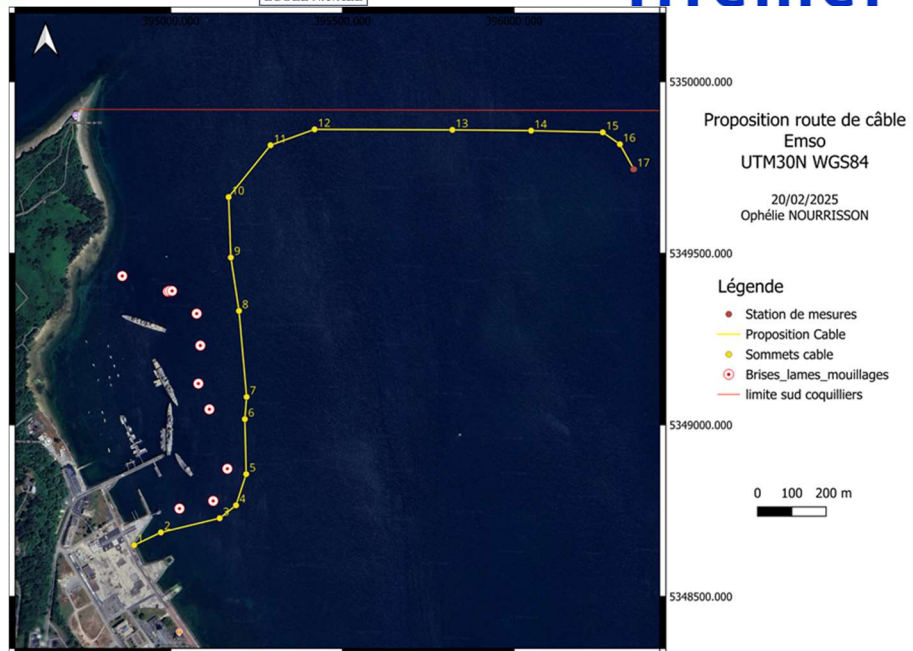 395000.000
395500.000
396000.000
5350000.000
12
13
14
15
11
16
17
10
9
8
7
6
5
4
3
2
1
5349500.000
5349000.000
5348500.000
Proposition route de câble
Emso
UTM30N WGS84
20/02/2025
Ophélie NOURRISSON
Légende
Station de mesures
Proposition Cable
Sommets cable
Brises_lames_mouillages
limite sud coquilliers
0 100 200 m